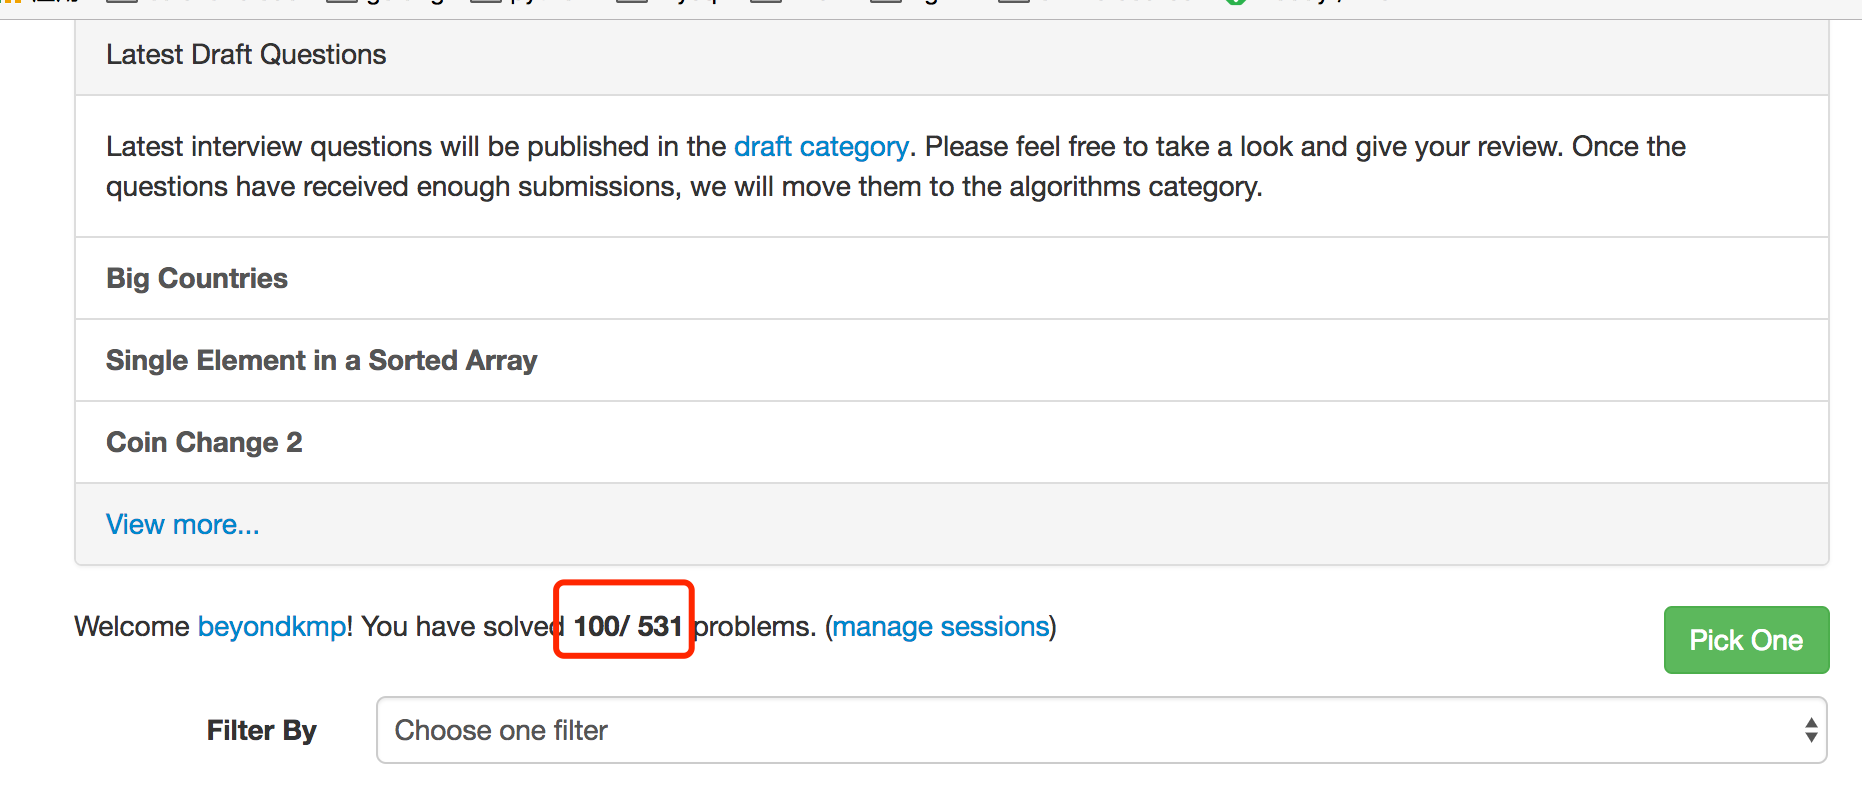 Latest Draft Questions
Latest interview questions will be published in the draft category. Please feel free to take a look and give your review. Once the
questions have received enough submissions, we will move them to the algorithms category.
Big Countries
Single Element in a Sorted Array
Coin Change 2
View more...
Welcome beyondkmp! You have solved 100/ 531 problems. (manage sessions)
Pick One
Filter By
Choose one filter